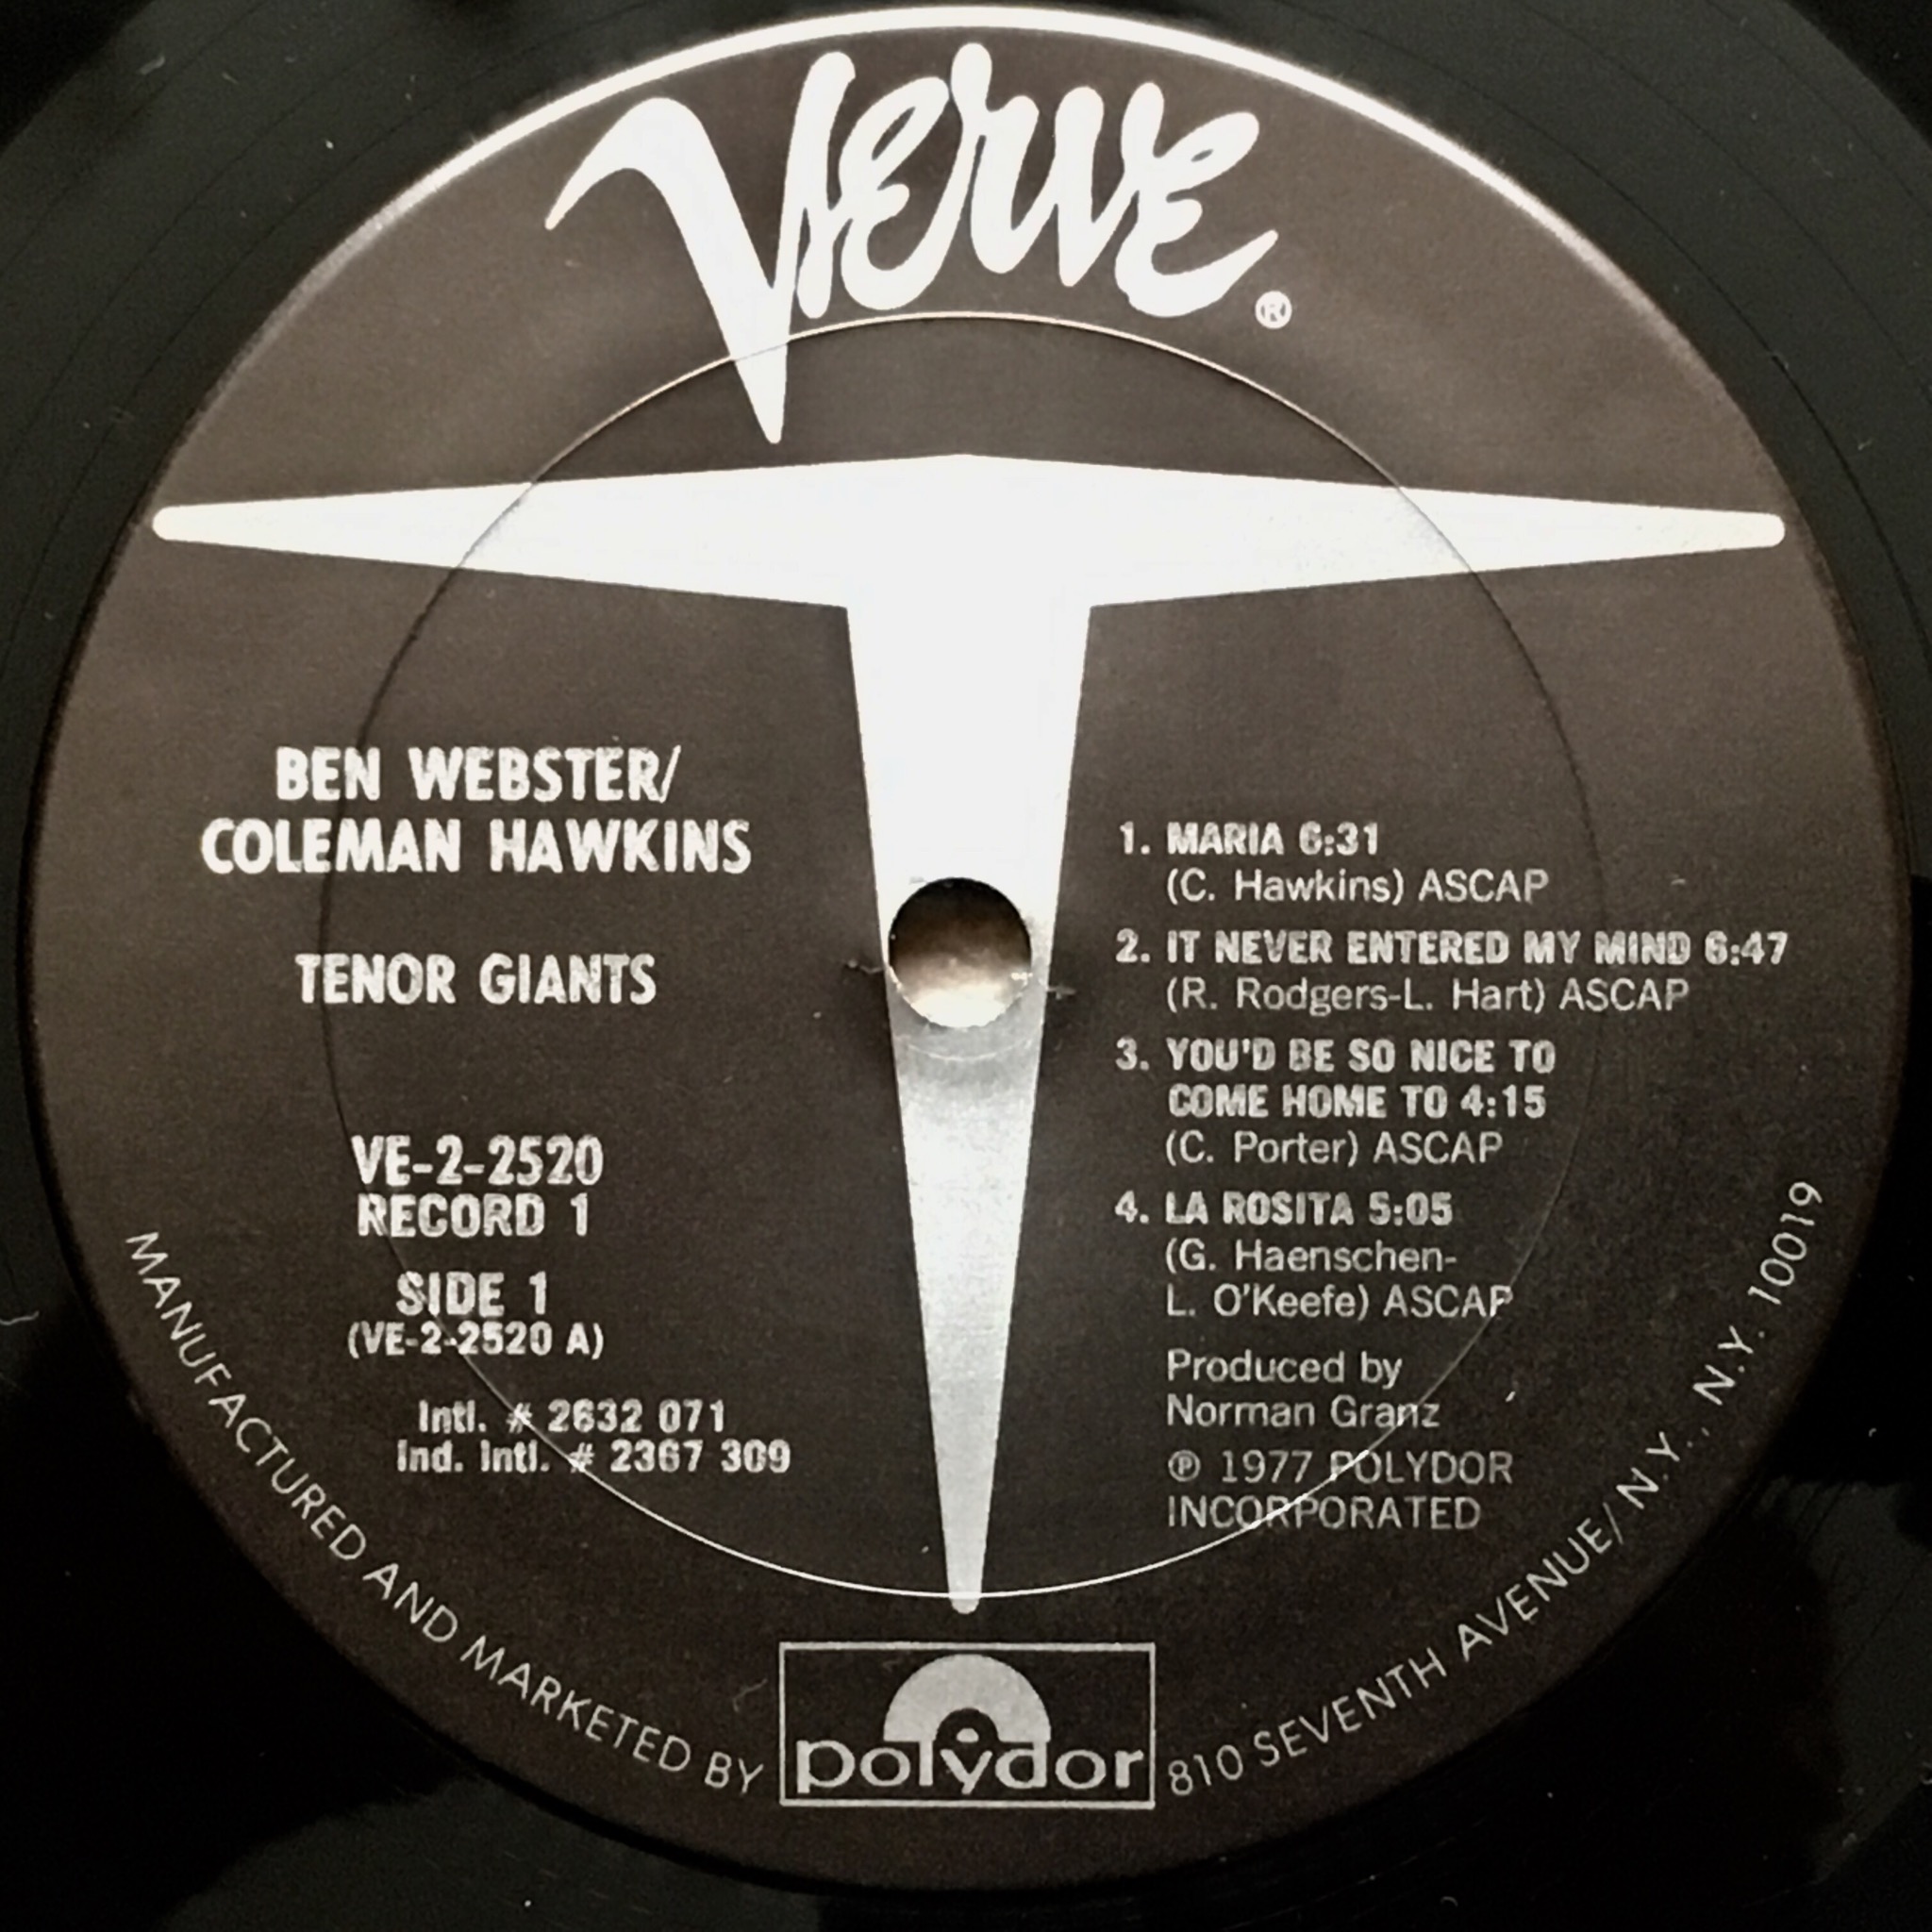 Verve®
BEN WEBSTER/
COLEMAN HAWKINS
TENOR GIANTS
VE-2-2520
RECORD 1
SIDE 1
(VE-2-2520 A)
Intl. # 2632 071
Ind. Intl. # 2367 309
1. MARIA 6:31
(C. Hawkins) ASCAP
2. IT NEVER ENTERED MY MIND 6:47
(R. Rodgers-L. Hart) ASCAP
3. YOU'D BE SO NICE TO
COME HOME TO 4:15
(C. Porter) ASCAP
4. LA ROSITA 5:05
(G. Haenschen-
L. O'Keefe) ASCAP
Produced by
Norman Granz
℗ 1977 POLYDOR
INCORPORATED
MANUFACTURED AND MARKETED BY
polydor
810 SEVENTH AVENUE/ N.Y., N.Y. 10019